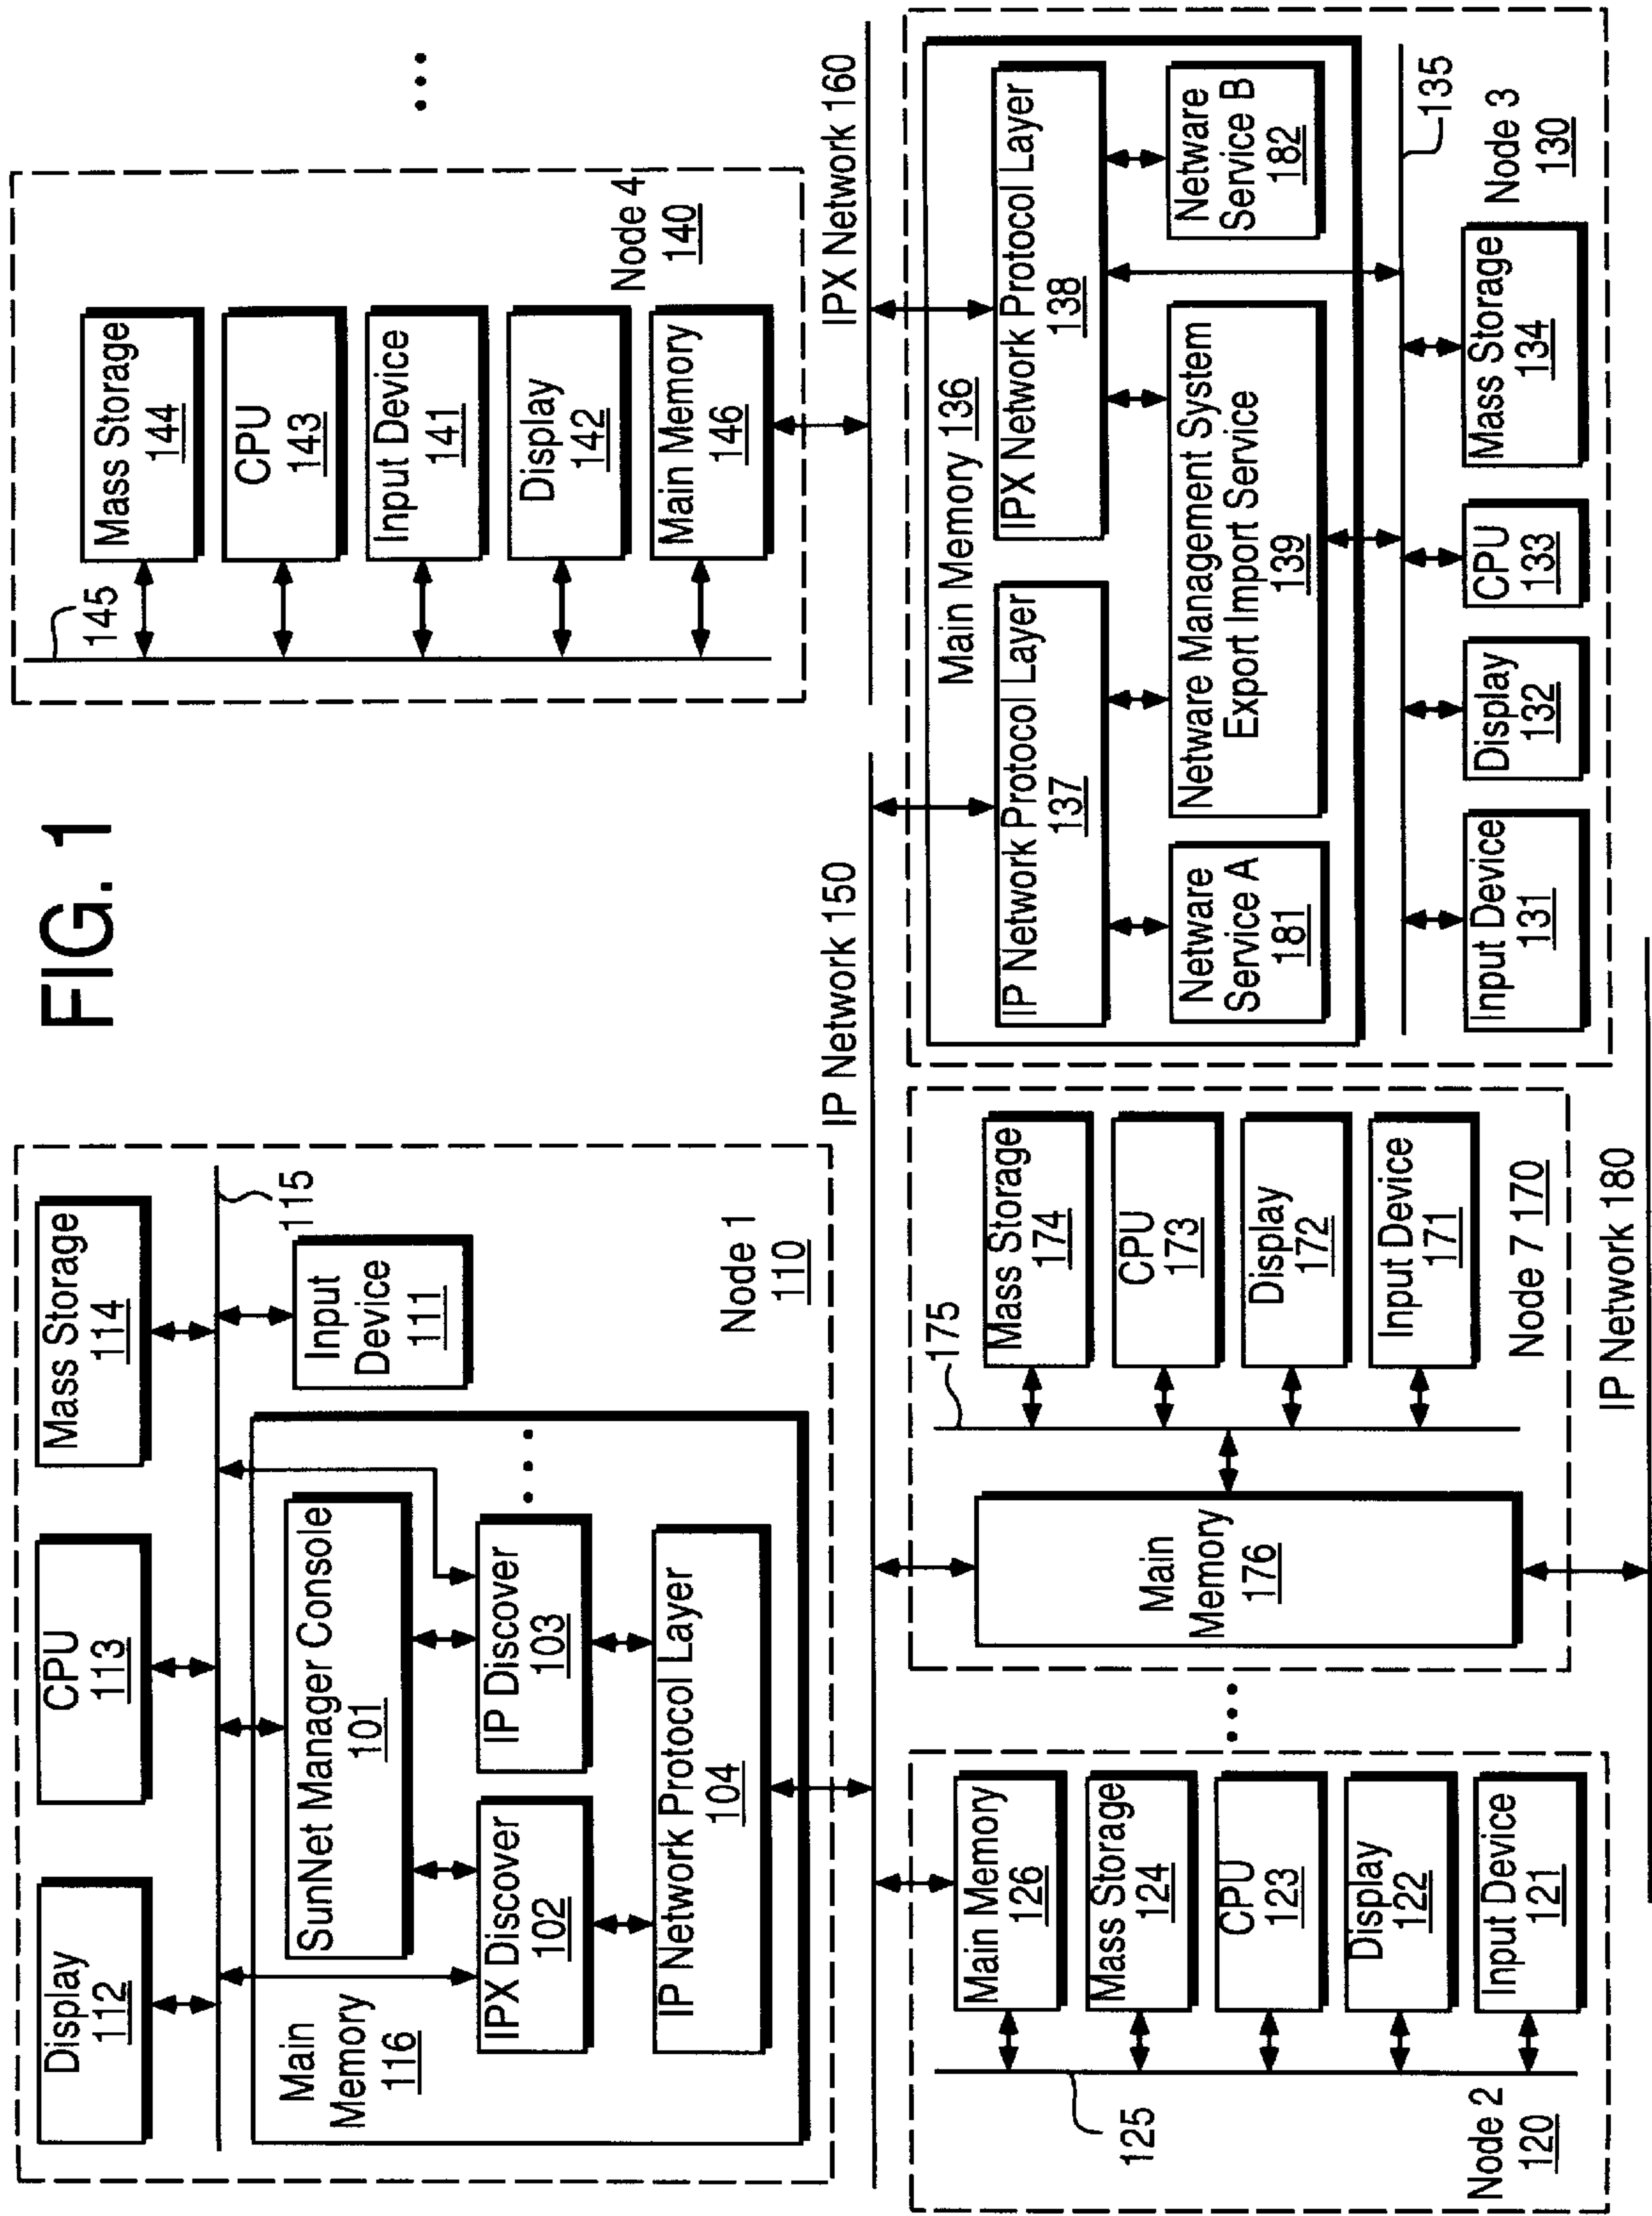 FIG. 1
Display
112
CPU
113
Mass Storage
114
115
Input
Device
111
Main
Memory
116
SunNet Manager Console
101
IPX Discover
102
IP Discover
103
• • •
IP Network Protocol Layer
104
Node 1
110
145
Mass Storage
144
CPU
143
Input Device
141
Display
142
Main Memory
146
Node 4
140
• • •
IP Network 150
IPX Network 160
Main Memory
126
Mass Storage
124
CPU
123
Display
122
Input Device
121
125
Node 2
120
• • •
Main
Memory
176
175
Mass Storage
174
CPU
173
Display
172
Input Device
171
Node 7 170
Main Memory 136
IP Network Protocol Layer
137
IPX Network Protocol Layer
138
Netware
Service A
181
Netware Management System
Export Import Service
139
Netware
Service B
182
135
Input Device
131
Display
132
CPU
133
Mass Storage
134
Node 3
130
IP Network 180